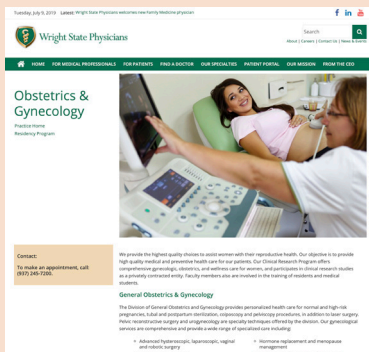 Tuesday, July 9, 2019 Latest: Wright State Physicians welcomes new Family Medicine physician
Wright State Physicians
Search
About | Careers | Contact Us | News & Events
HOME FOR MEDICAL PROFESSIONALS FOR PATIENTS FIND A DOCTOR OUR SPECIALTIES PATIENT PORTAL OUR MISSION FROM THE CEO
Obstetrics &
Gynecology
Practice Home
Residency Program
Contact:
To make an appointment, call:
(937) 245-7200.
We provide the highest quality choices to assist women with their reproductive health. Our objective is to provide
high quality medical and preventive health care for our patients. Our Clinical Research Program offers
comprehensive gynecologic, obstetrics, and wellness care for women, and participates in clinical research studies
as a privately contracted entity. Faculty members also are involved in the training of residents and medical
students.
General Obstetrics & Gynecology
The Division of General Obstetrics and Gynecology provides personalized health care for normal and high-risk
pregnancies, tubal and postpartum sterilization, colposcopy and pelviscopy procedures, in addition to laser surgery.
Pelvic reconstructive surgery and urogynecology are specialty techniques offered by the division. Our gynecological
services are comprehensive and provide a wide range of specialized care including:
Advanced hysteroscopic, laparoscopic, vaginal
and robotic surgery
Hormone replacement and menopause
management